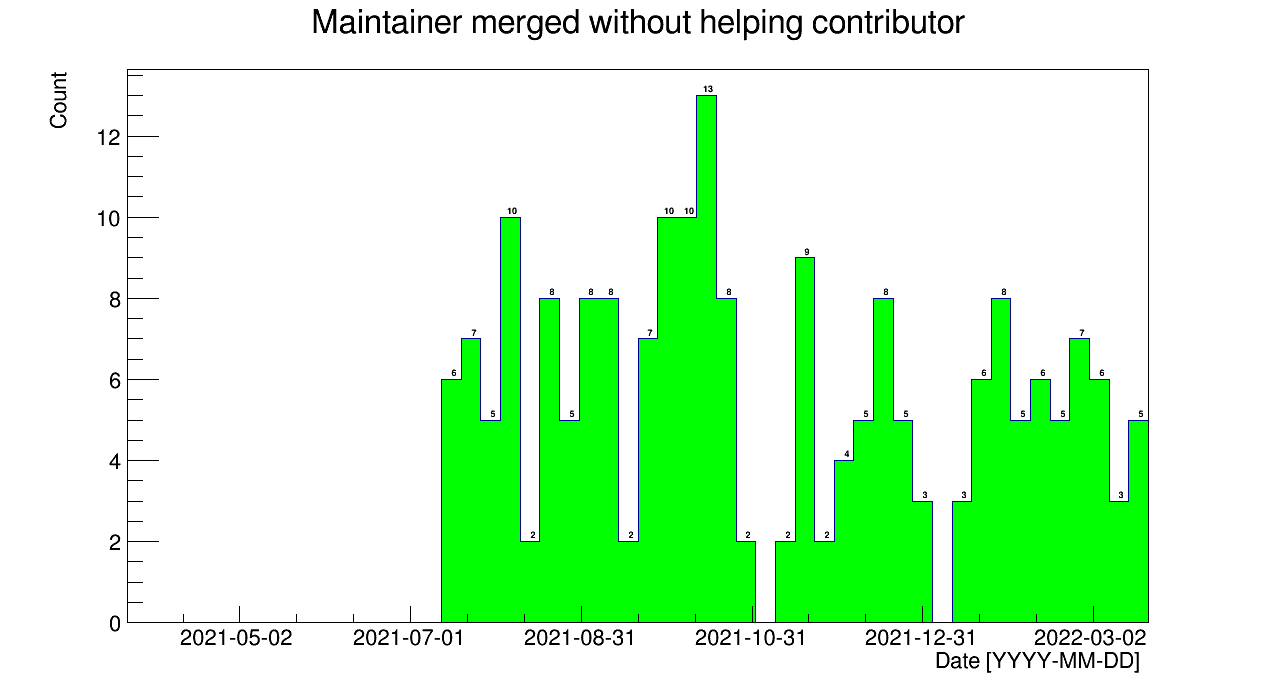 Maintainer merged without helping contributor
Count
12
10
8
6
4
2
0
6 7 5 10 2 8 5 8 8 2 7 10 10 13 8 2 2 9 2 4 5 8 5 3 3 6 8 5 6 5 7 6 3 5
2021-05-02 2021-07-01 2021-08-31 2021-10-31 2021-12-31 2022-03-02
Date [YYYY-MM-DD]